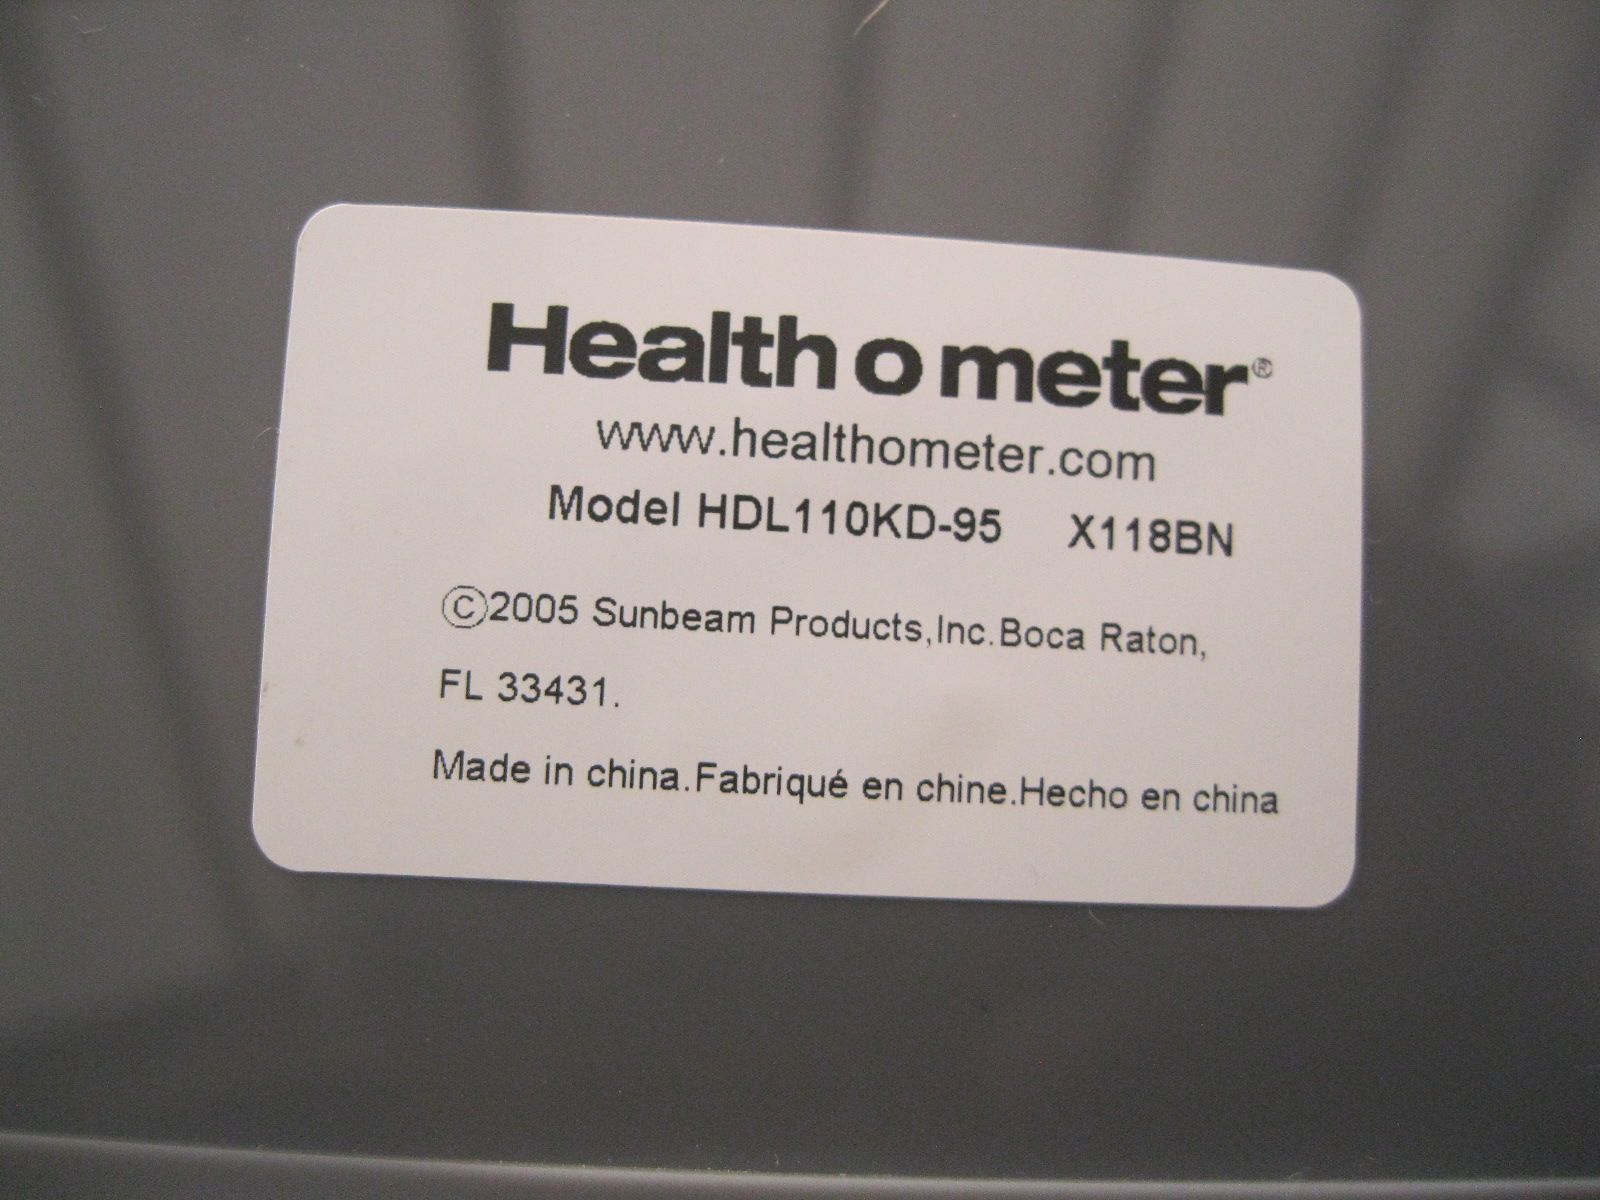 Health o meter®
www.healthometer.com
Model HDL110KD-95 X118BN
©2005 Sunbeam Products,Inc.Boca Raton,
FL 33431.
Made in china.Fabriqué en chine.Hecho en china